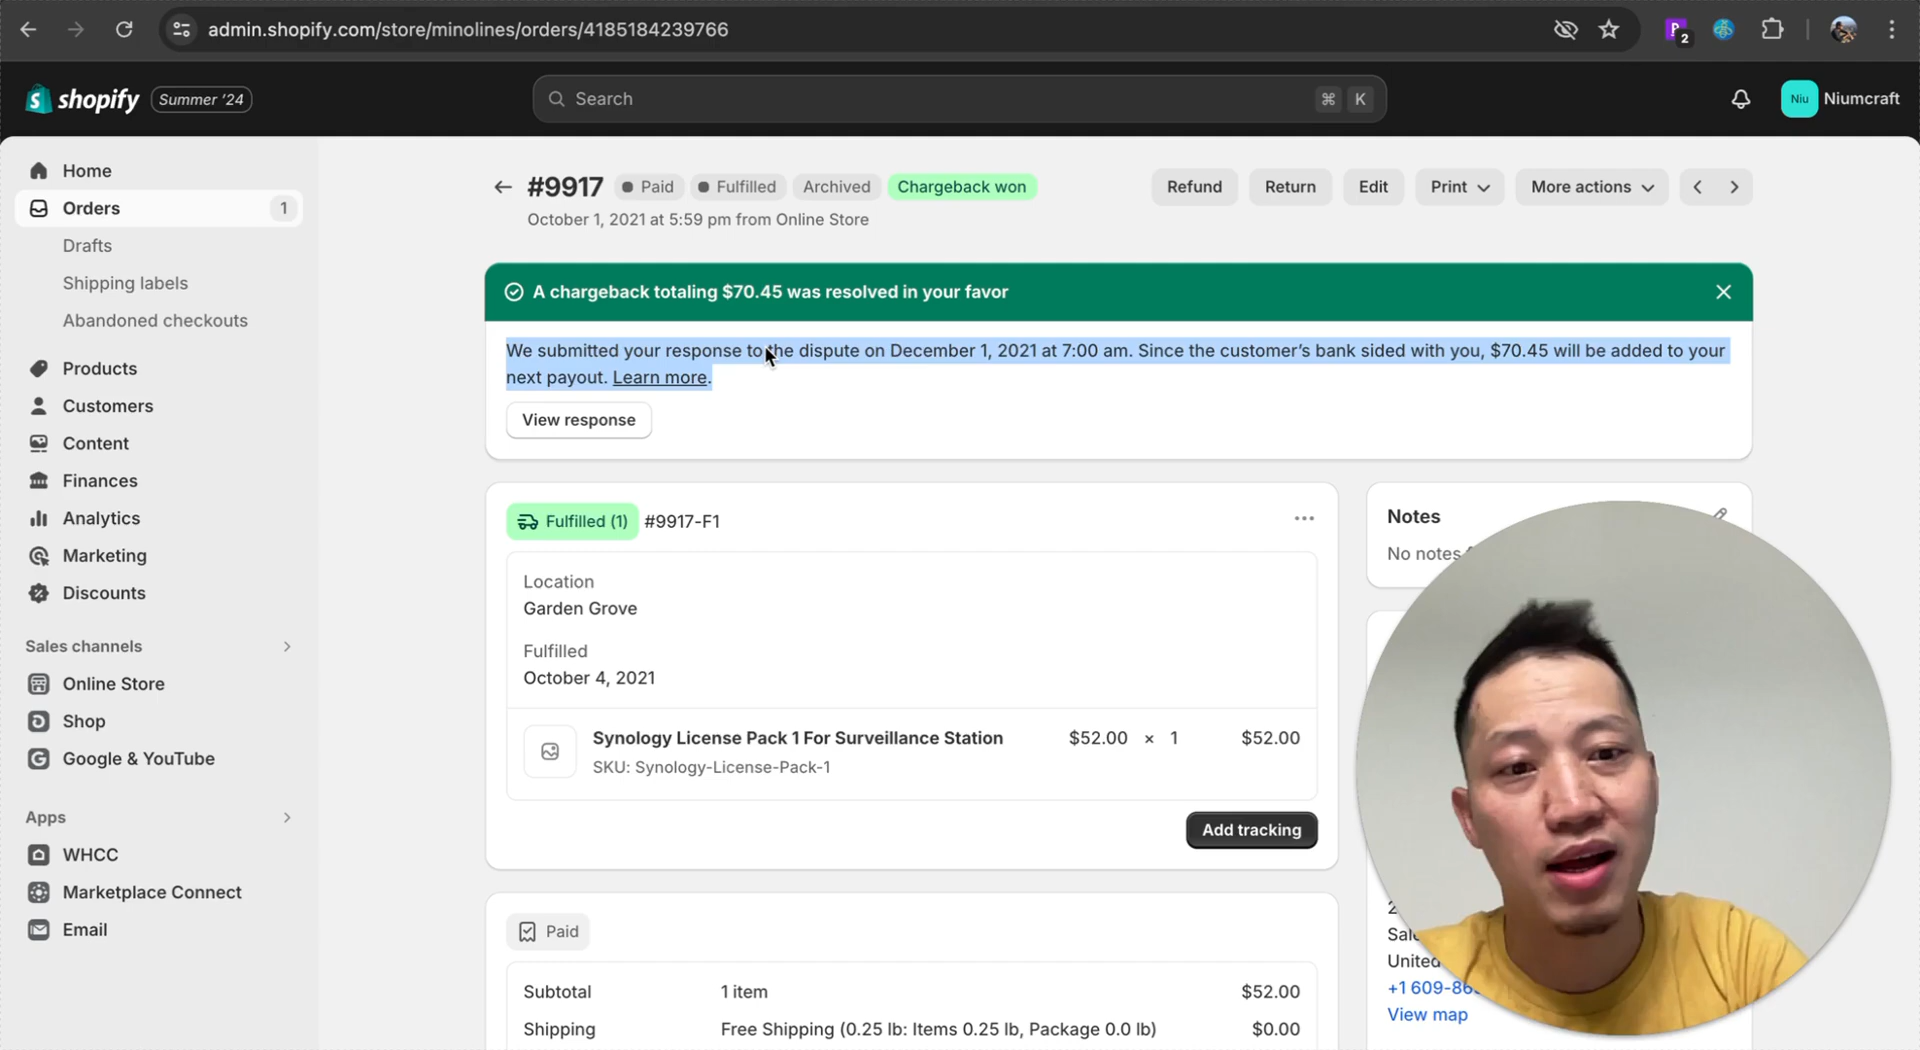 admin.shopify.com/store/minolines/orders/4185184239766
2
shopify Summer '24
Search ⌘ K
Niu Niumcraft
Home
Orders 1
Drafts
Shipping labels
Abandoned checkouts
Products
Customers
Content
Finances
Analytics
Marketing
Discounts
Sales channels
Online Store
Shop
Google & YouTube
Apps
WHCC
Marketplace Connect
Email
#9917 Paid Fulfilled Archived Chargeback won
October 1, 2021 at 5:59 pm from Online Store
Refund Return Edit Print More actions
A chargeback totaling $70.45 was resolved in your favor
We submitted your response to the dispute on December 1, 2021 at 7:00 am. Since the customer’s bank sided with you, $70.45 will be added to your
next payout. Learn more.
View response
Fulfilled (1) #9917-F1
Location
Garden Grove
Fulfilled
October 4, 2021
Synology License Pack 1 For Surveillance Station $52.00 × 1 $52.00
SKU: Synology-License-Pack-1
Add tracking
Paid
Subtotal 1 item $52.00
Shipping Free Shipping (0.25 lb: Items 0.25 lb, Package 0.0 lb) $0.00
Notes
No notes
United
+1 609-86
View map